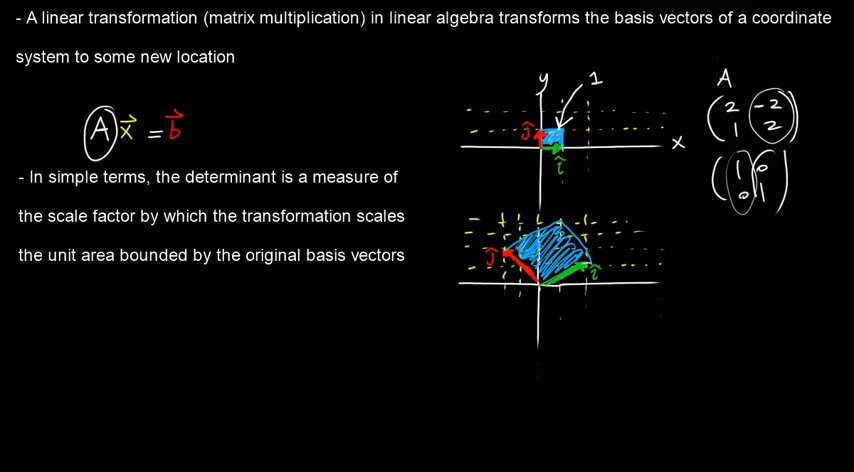 - A linear transformation (matrix multiplication) in linear algebra transforms the basis vectors of a coordinate
system to some new location
y
1
A
A x⃗ = b⃗
ĵ
î
x
(2 -2
1 2)
(1 0
0 1)
- In simple terms, the determinant is a measure of
the scale factor by which the transformation scales
the unit area bounded by the original basis vectors
ĵ
î